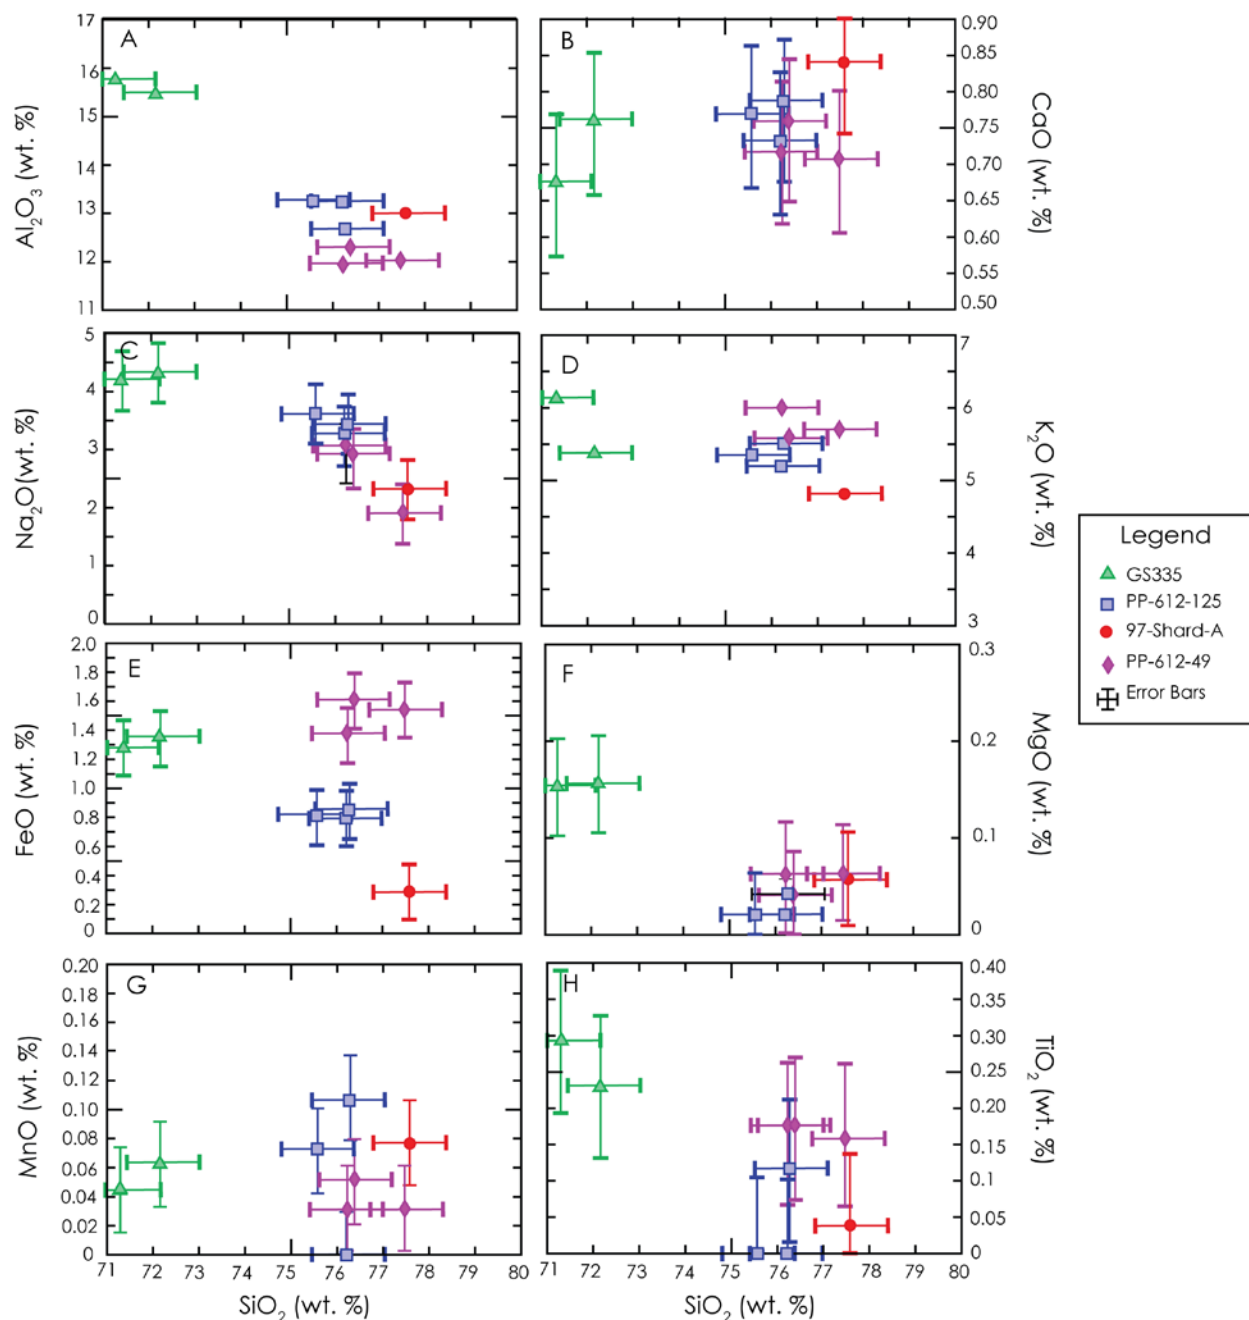 A
17
16
15
14
13
12
11
Al2O3 (wt. %)
B
0.90
0.85
0.80
0.75
0.70
0.65
0.60
0.55
0.50
CaO (wt. %)
C
5
4
3
2
1
0
Na2O(wt. %)
D
7
6
5
4
3
K2O (wt. %)
E
2.0
1.8
1.6
1.4
1.2
1.0
0.8
0.6
0.4
0.2
0
FeO (wt. %)
F
0.3
0.2
0.1
0
MgO (wt. %)
G
0.20
0.18
0.16
0.14
0.12
0.10
0.08
0.06
0.04
0.02
0
MnO (wt. %)
71 72 73 74 75 76 77 78 79 80
SiO2 (wt. %)
H
0.40
0.35
0.30
0.25
0.20
0.15
0.1
0.05
0
TiO2 (wt. %)
71 72 73 74 75 76 77 78 79 80
SiO2 (wt. %)
Legend
GS335
PP-612-125
97-Shard-A
PP-612-49
Error Bars